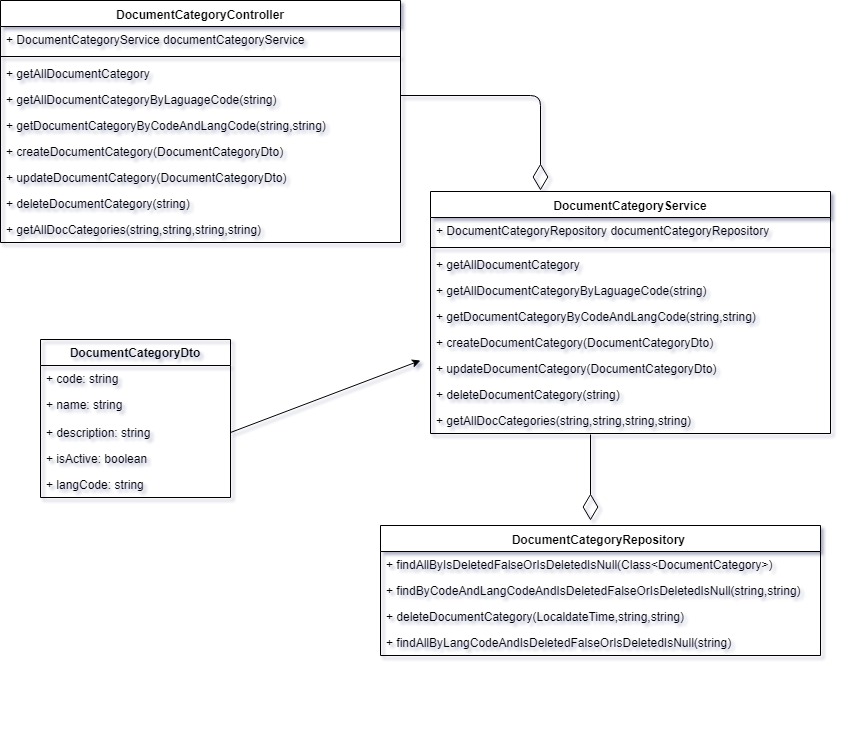 DocumentCategoryController
+ DocumentCategoryService documentCategoryService
+ getAllDocumentCategory
+ getAllDocumentCategoryByLaguageCode(string)
+ getDocumentCategoryByCodeAndLangCode(string,string)
+ createDocumentCategory(DocumentCategoryDto)
+ updateDocumentCategory(DocumentCategoryDto)
+ deleteDocumentCategory(string)
+ getAllDocCategories(string,string,string,string)
DocumentCategoryService
+ DocumentCategoryRepository documentCategoryRepository
+ getAllDocumentCategory
+ getAllDocumentCategoryByLaguageCode(string)
+ getDocumentCategoryByCodeAndLangCode(string,string)
+ createDocumentCategory(DocumentCategoryDto)
+ updateDocumentCategory(DocumentCategoryDto)
+ deleteDocumentCategory(string)
+ getAllDocCategories(string,string,string,string)
DocumentCategoryDto
+ code: string
+ name: string
+ description: string
+ isActive: boolean
+ langCode: string
DocumentCategoryRepository
+ findAllByIsDeletedFalseOrIsDeletedIsNull(Class<DocumentCategory>)
+ findByCodeAndLangCodeAndIsDeletedFalseOrIsDeletedIsNull(string,string)
+ deleteDocumentCategory(LocaldateTime,string,string)
+ findAllByLangCodeAndIsDeletedFalseOrIsDeletedIsNull(string)